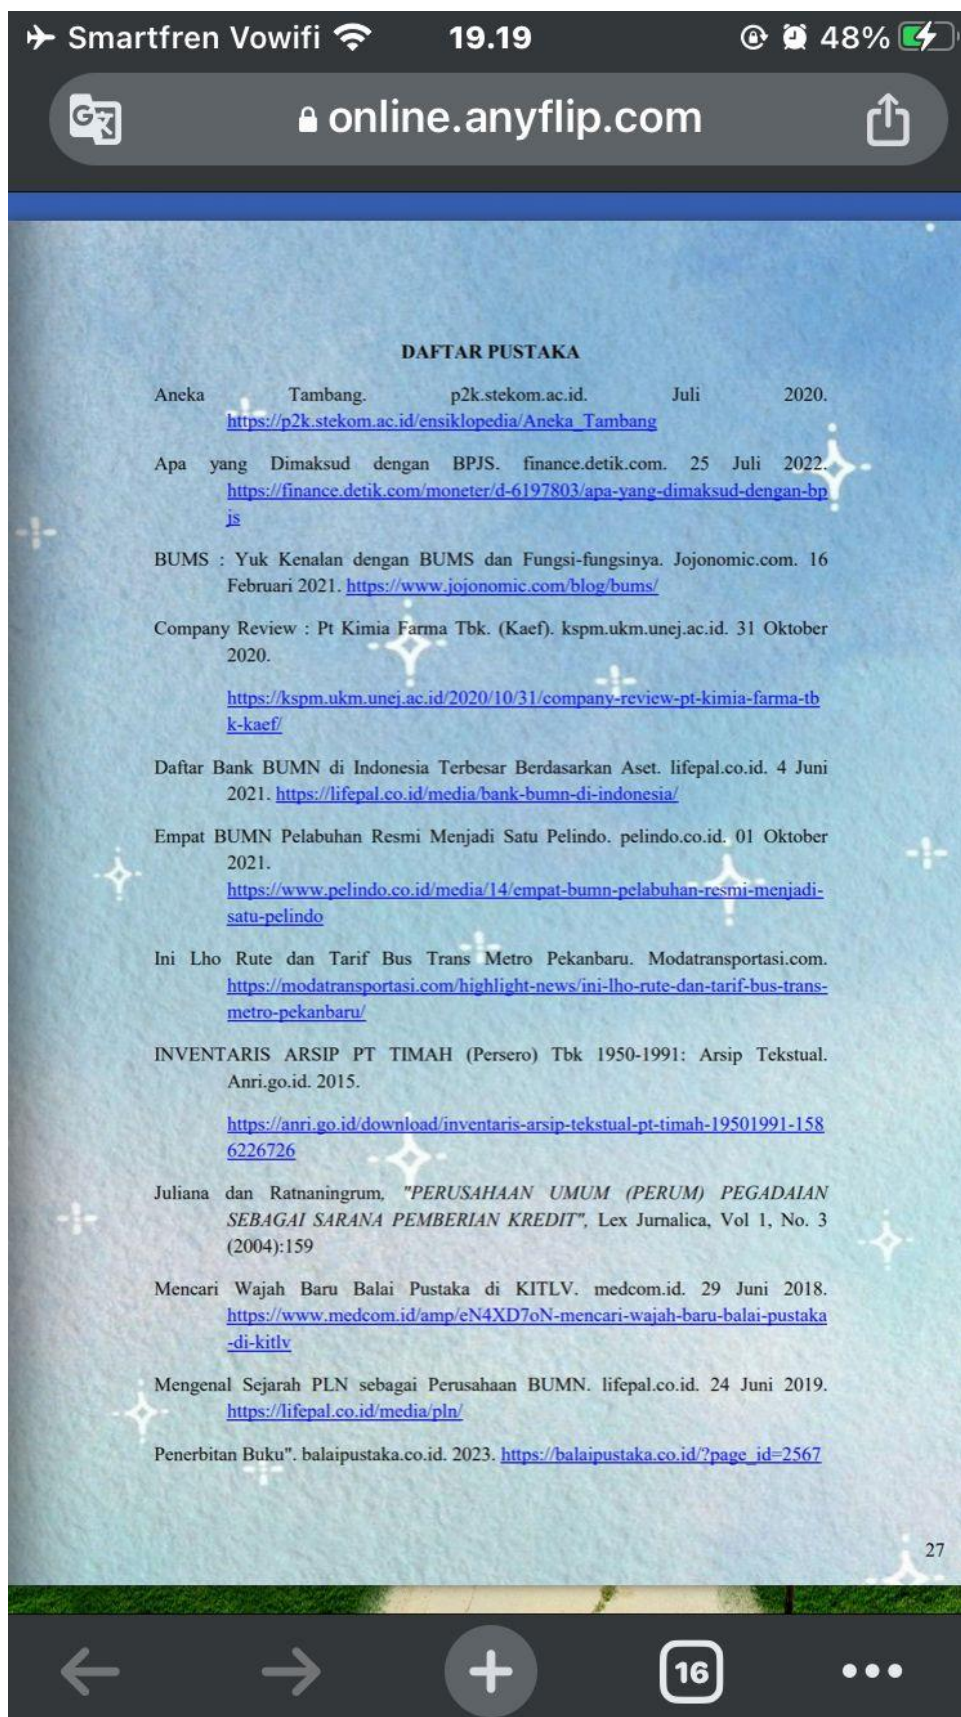 Smartfren Vowifi 19.19 48%
online.anyflip.com
DAFTAR PUSTAKA
Aneka Tambang. p2k.stekom.ac.id. Juli 2020.
https://p2k.stekom.ac.id/ensiklopedia/Aneka_Tambang
Apa yang Dimaksud dengan BPJS. finance.detik.com. 25 Juli 2022.
https://finance.detik.com/moneter/d-6197803/apa-yang-dimaksud-dengan-bp
js
BUMS : Yuk Kenalan dengan BUMS dan Fungsi-fungsinya. Jojonomic.com. 16
Februari 2021. https://www.jojonomic.com/blog/bums/
Company Review : Pt Kimia Farma Tbk. (Kaef). kspm.ukm.unej.ac.id. 31 Oktober
2020.
https://kspm.ukm.unej.ac.id/2020/10/31/company-review-pt-kimia-farma-tb
k-kaef/
Daftar Bank BUMN di Indonesia Terbesar Berdasarkan Aset. lifepal.co.id. 4 Juni
2021. https://lifepal.co.id/media/bank-bumn-di-indonesia/
Empat BUMN Pelabuhan Resmi Menjadi Satu Pelindo. pelindo.co.id. 01 Oktober
2021.
https://www.pelindo.co.id/media/14/empat-bumn-pelabuhan-resmi-menjadi-
satu-pelindo
Ini Lho Rute dan Tarif Bus Trans Metro Pekanbaru. Modatransportasi.com.
https://modatransportasi.com/highlight-news/ini-lho-rute-dan-tarif-bus-trans-
metro-pekanbaru/
INVENTARIS ARSIP PT TIMAH (Persero) Tbk 1950-1991: Arsip Tekstual.
Anri.go.id. 2015.
https://anri.go.id/download/inventaris-arsip-tekstual-pt-timah-19501991-158
6226726
Juliana dan Ratnaningrum, "PERUSAHAAN UMUM (PERUM) PEGADAIAN
SEBAGAI SARANA PEMBERIAN KREDIT", Lex Jurnalica, Vol 1, No. 3
(2004):159
Mencari Wajah Baru Balai Pustaka di KITLV. medcom.id. 29 Juni 2018.
https://www.medcom.id/amp/eN4XD7oN-mencari-wajah-baru-balai-pustaka
-di-kitlv
Mengenal Sejarah PLN sebagai Perusahaan BUMN. lifepal.co.id. 24 Juni 2019.
https://lifepal.co.id/media/pln/
Penerbitan Buku". balaipustaka.co.id. 2023. https://balaipustaka.co.id/?page_id=2567
27
16